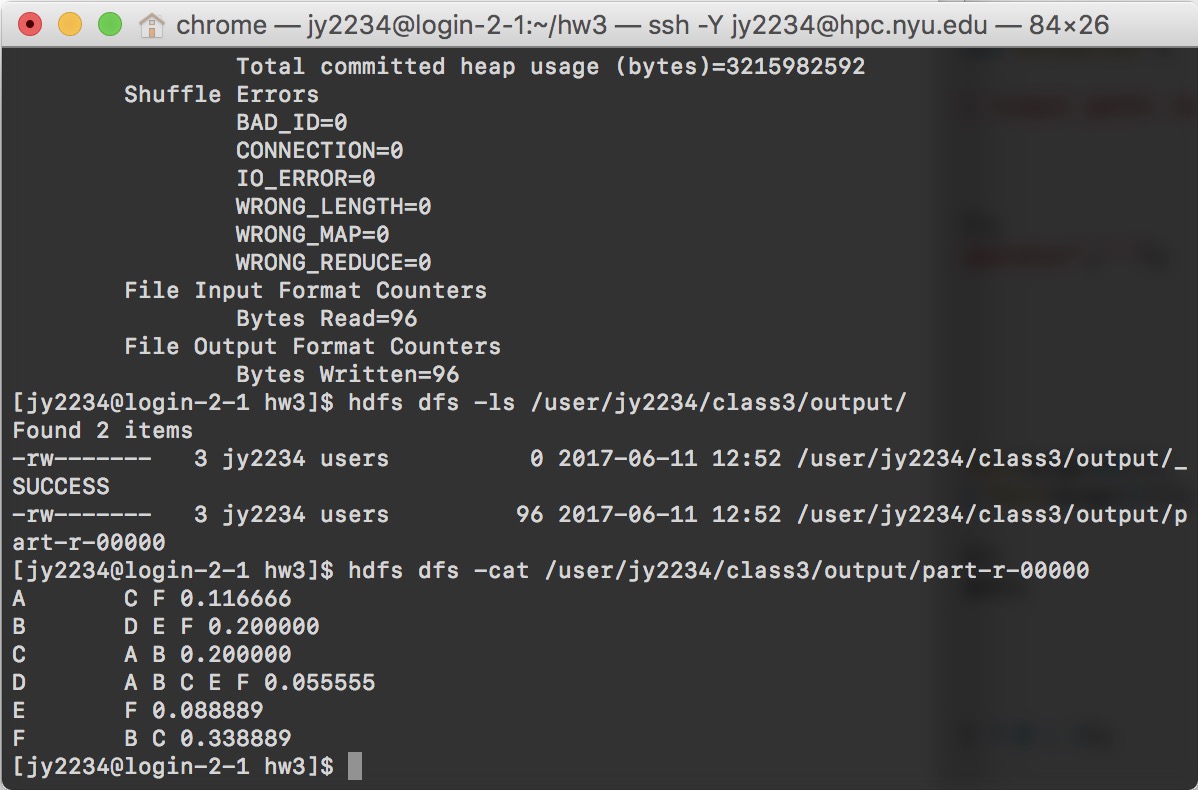 chrome — jy2234@login-2-1:~/hw3 — ssh -Y jy2234@hpc.nyu.edu — 84×26
Total committed heap usage (bytes)=3215982592
Shuffle Errors
BAD_ID=0
CONNECTION=0
IO_ERROR=0
WRONG_LENGTH=0
WRONG_MAP=0
WRONG_REDUCE=0
File Input Format Counters
Bytes Read=96
File Output Format Counters
Bytes Written=96
[jy2234@login-2-1 hw3]$ hdfs dfs -ls /user/jy2234/class3/output/
Found 2 items
-rw-------   3 jy2234 users          0 2017-06-11 12:52 /user/jy2234/class3/output/_
SUCCESS
-rw-------   3 jy2234 users         96 2017-06-11 12:52 /user/jy2234/class3/output/p
art-r-00000
[jy2234@login-2-1 hw3]$ hdfs dfs -cat /user/jy2234/class3/output/part-r-00000
A       C F 0.116666
B       D E F 0.200000
C       A B 0.200000
D       A B C E F 0.055555
E       F 0.088889
F       B C 0.338889
[jy2234@login-2-1 hw3]$